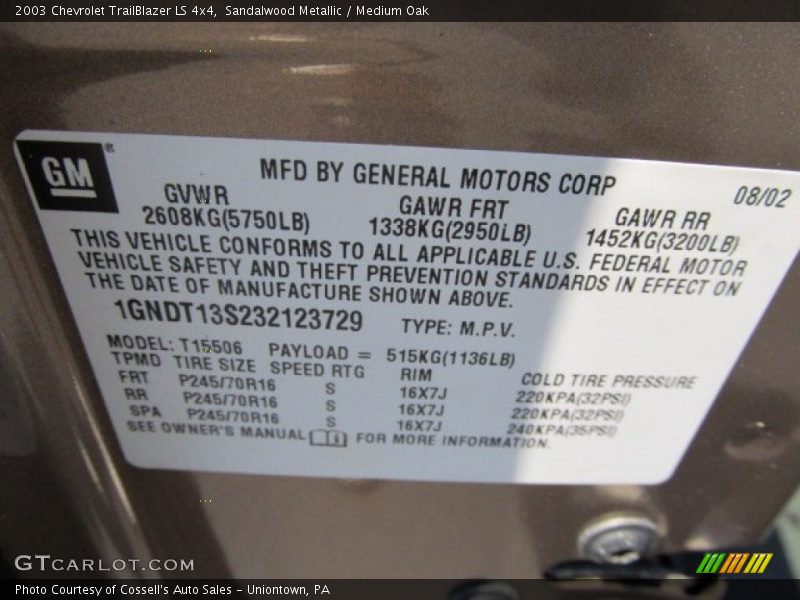 2003 Chevrolet TrailBlazer LS 4x4, Sandalwood Metallic / Medium Oak
GM®
MFD BY GENERAL MOTORS CORP
08/02
GVWR GAWR FRT GAWR RR
2608KG(5750LB) 1338KG(2950LB) 1452KG(3200LB)
THIS VEHICLE CONFORMS TO ALL APPLICABLE U.S. FEDERAL MOTOR
VEHICLE SAFETY AND THEFT PREVENTION STANDARDS IN EFFECT ON
THE DATE OF MANUFACTURE SHOWN ABOVE.
1GNDT13S232123729 TYPE: M.P.V.
MODEL: T15506 PAYLOAD = 515KG(1136LB)
TPMD TIRE SIZE SPEED RTG RIM COLD TIRE PRESSURE
FRT P245/70R16 S 16X7J 220KPA(32PSI)
RR P245/70R16 S 16X7J 220KPA(32PSI)
SPA P245/70R16 S 16X7J 240KPA(35PSI)
SEE OWNER'S MANUAL FOR MORE INFORMATION.
GTCARLOT.COM
Photo Courtesy of Cossell's Auto Sales - Uniontown, PA